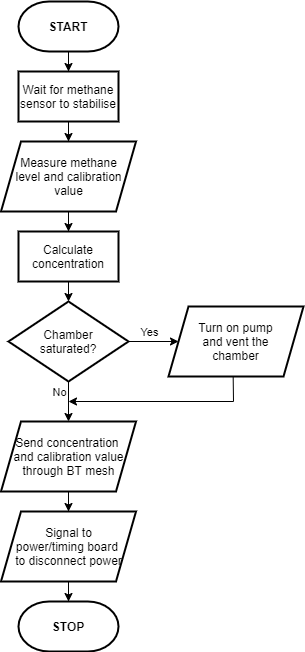 START
Wait for methane
sensor to stabilise
Measure methane
level and calibration
value
Calculate
concentration
Chamber
saturated?
Yes
Turn on pump
and vent the
chamber
No
Send concentration
and calibration value
through BT mesh
Signal to
power/timing board
to disconnect power
STOP